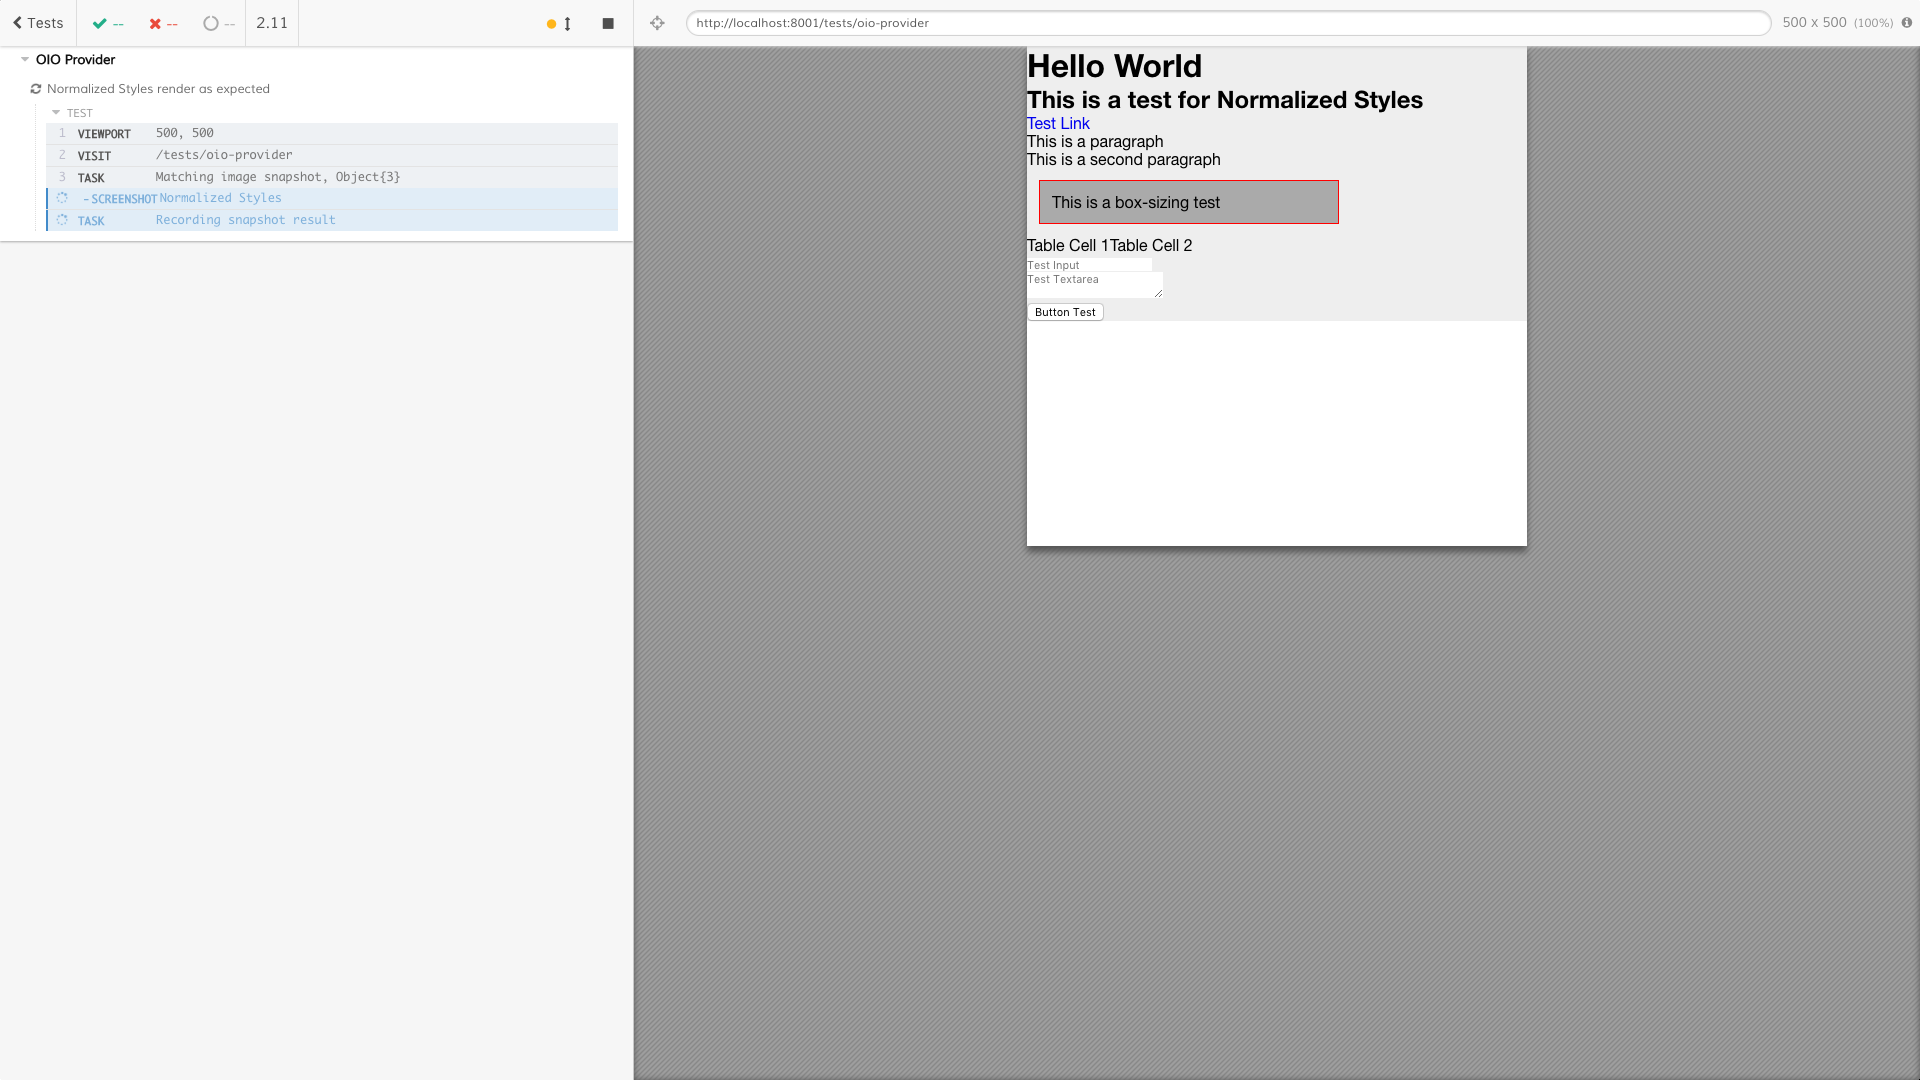 Tests -- -- -- 2.11 http://localhost:8001/tests/oio-provider 500 x 500 (100%)
OIO Provider
Normalized Styles render as expected
TEST
1 VIEWPORT 500, 500
2 VISIT /tests/oio-provider
3 TASK Matching image snapshot, Object{3}
-SCREENSHOT Normalized Styles
TASK Recording snapshot result
Hello World
This is a test for Normalized Styles
Test Link
This is a paragraph
This is a second paragraph
This is a box-sizing test
Table Cell 1Table Cell 2
Test Input
Test Textarea
Button Test